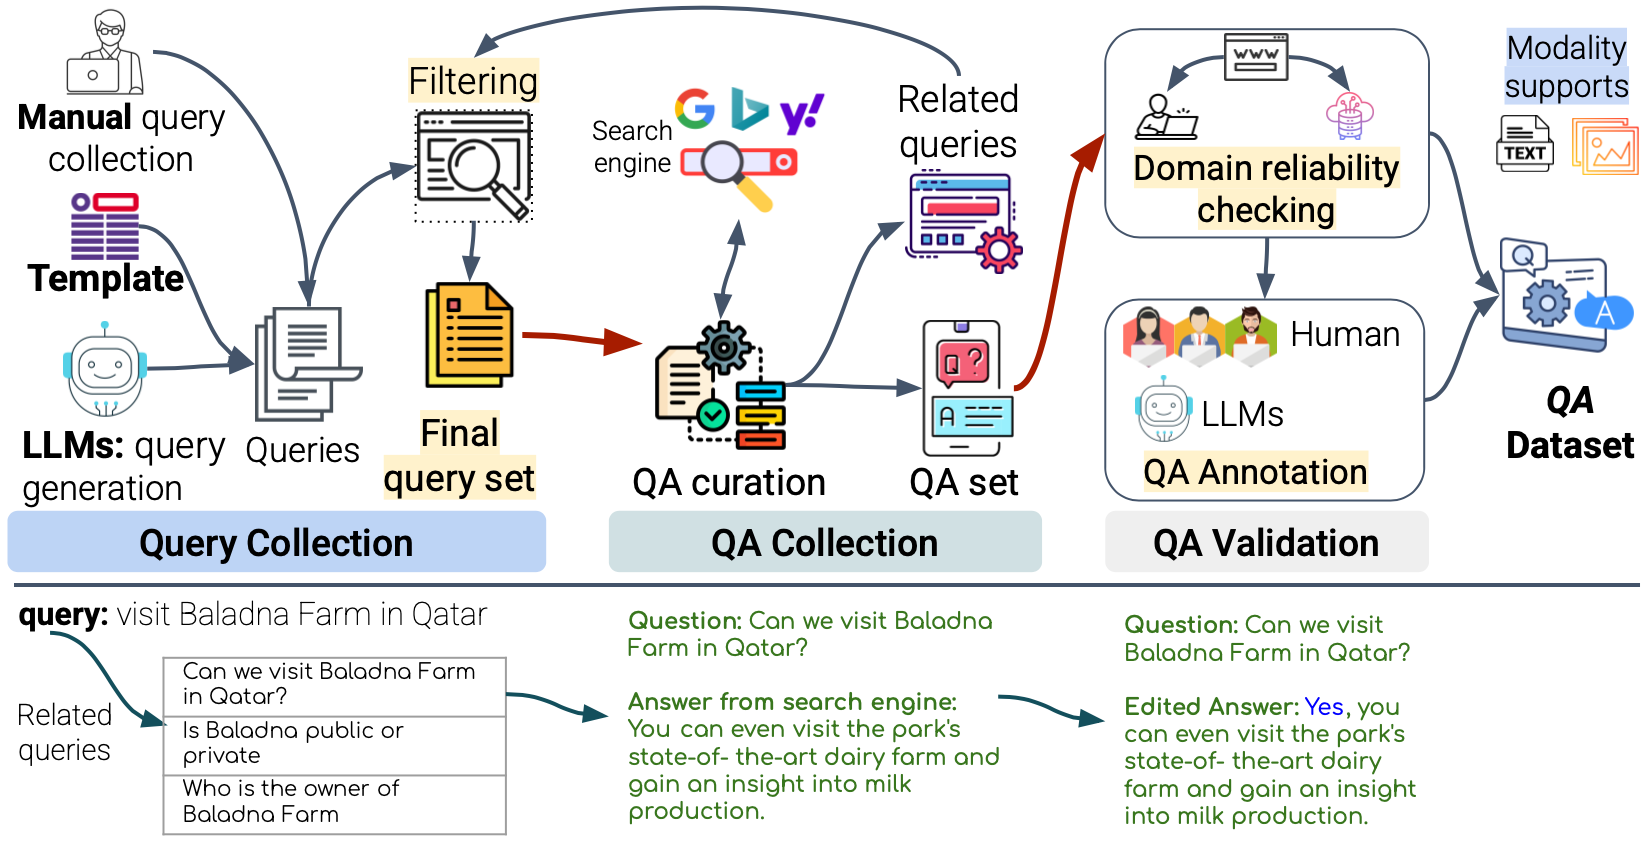 Manual query
collection
Template
LLMs: query
generation
Queries
Filtering
Final
query set
Query Collection
Search
engine
G
y!
Related
queries
QA curation
Q ?
A
QA set
QA Collection
WWW
Domain reliability
checking
Human
LLMs
QA Annotation
QA Validation
Modality
supports
TEXT
Q
A
QA
Dataset
query: visit Baladna Farm in Qatar
Related
queries
Can we visit Baladna Farm
in Qatar?
Is Baladna public or
private
Who is the owner of
Baladna Farm
Question: Can we visit Baladna
Farm in Qatar?
Answer from search engine:
You can even visit the park's
state-of- the-art dairy farm and
gain an insight into milk
production.
Question: Can we visit
Baladna Farm in Qatar?
Edited Answer: Yes, you
can even visit the park's
state-of- the-art dairy
farm and gain an insight
into milk production.